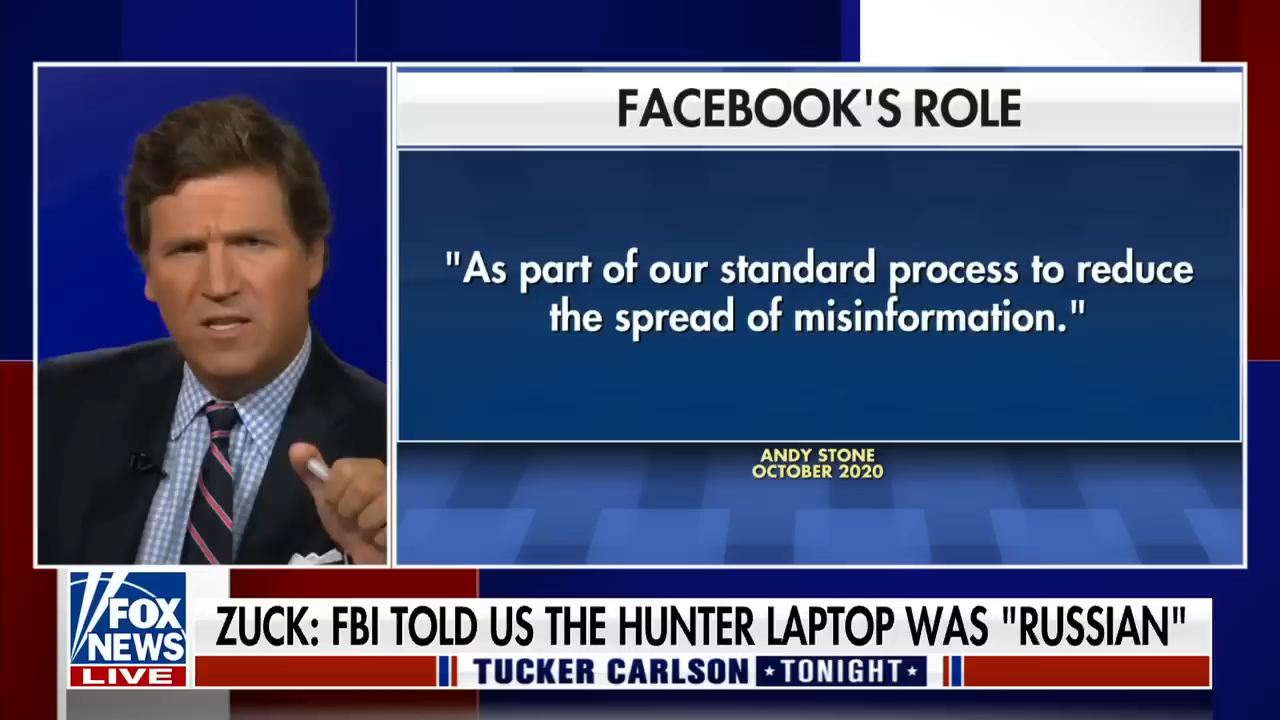 FACEBOOK'S ROLE
"As part of our standard process to reduce
the spread of misinformation."
ANDY STONE
OCTOBER 2020
FOX
NEWS
LIVE
ZUCK: FBI TOLD US THE HUNTER LAPTOP WAS "RUSSIAN"
TUCKER CARLSON TONIGHT